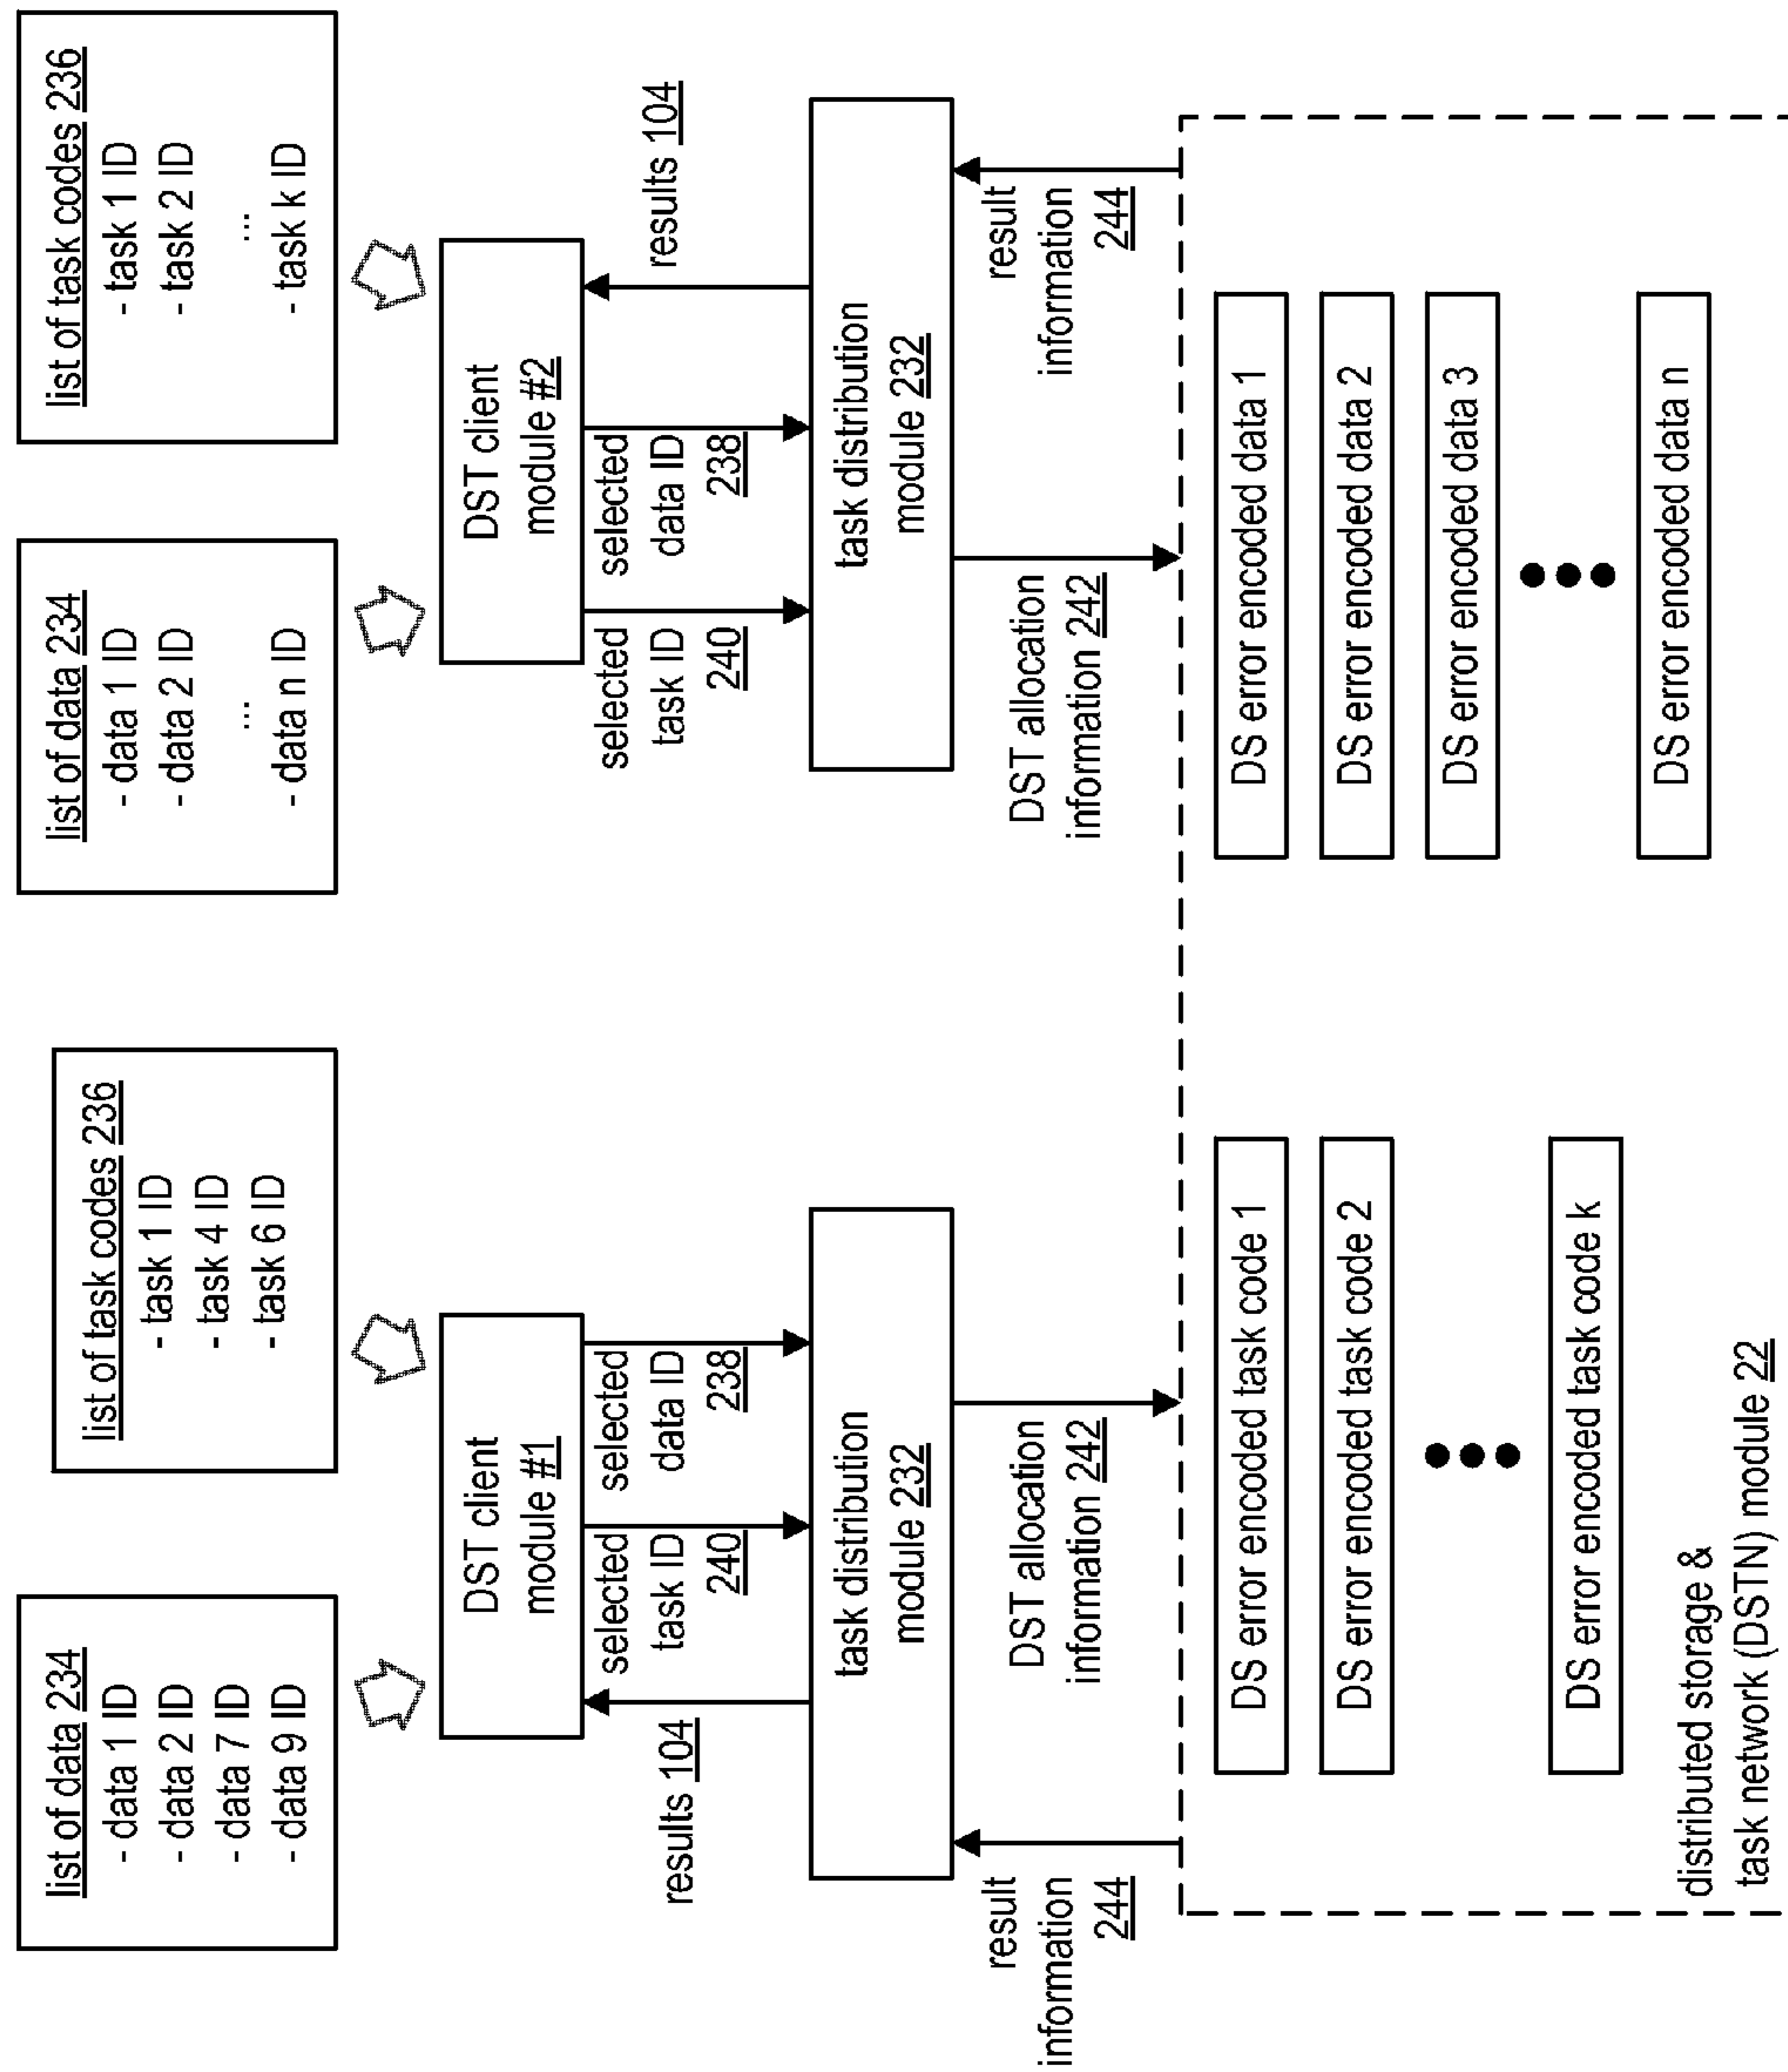 list of data 234
- data 1 ID
- data 2 ID
- data 7 ID
- data 9 ID
list of task codes 236
- task 1 ID
- task 4 ID
- task 6 ID
list of data 234
- data 1 ID
- data 2 ID
...
- data n ID
list of task codes 236
- task 1 ID
- task 2 ID
...
- task k ID
DST client
module #1
DST client
module #2
results 104
selected
task ID
240
selected
data ID
238
selected
task ID
240
selected
data ID
238
results 104
task distribution
module 232
task distribution
module 232
result
information
244
DST allocation
information 242
DST allocation
information 242
result
information
244
DS error encoded task code 1
DS error encoded task code 2
DS error encoded task code k
DS error encoded data 1
DS error encoded data 2
DS error encoded data 3
DS error encoded data n
distributed storage &
task network (DSTN) module 22